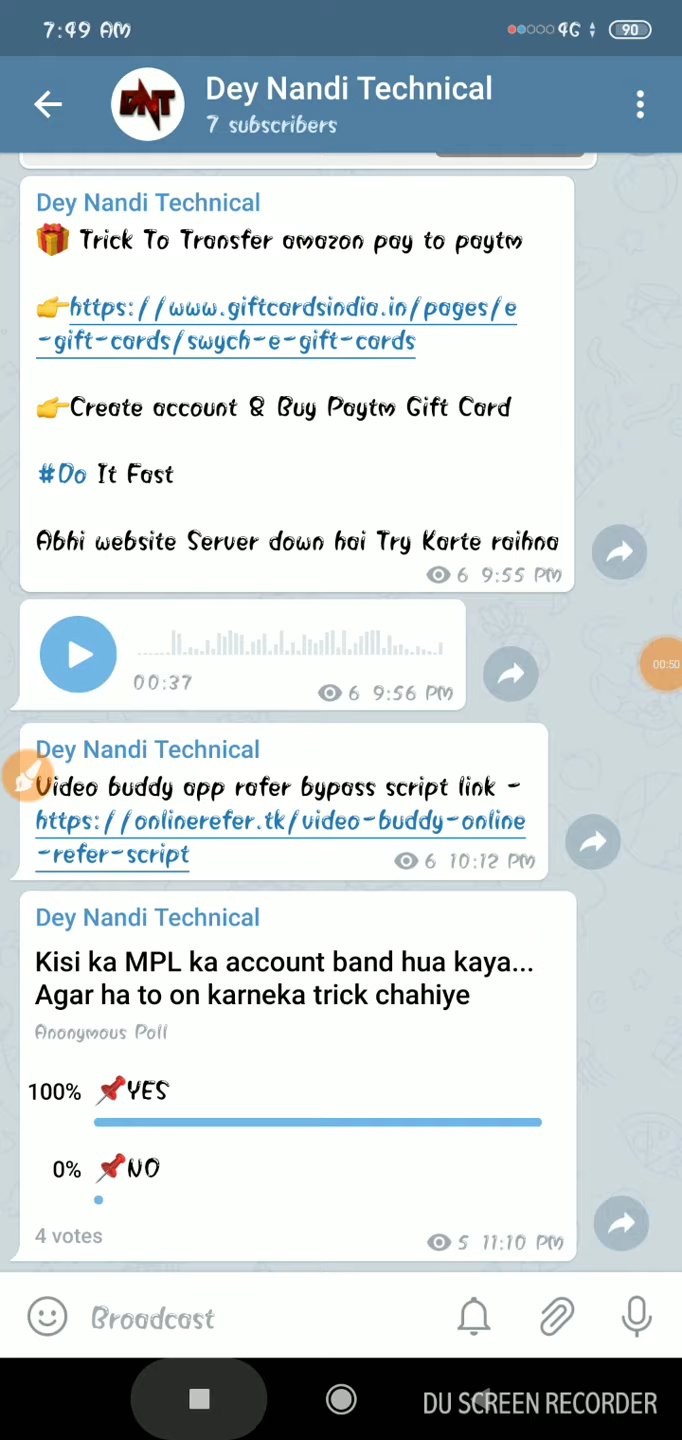 7:49 AM
4G
90
DNT
Dey Nandi Technical
7 subscribers
Dey Nandi Technical
🎁 Trick To Transfer amazon pay to paytm
👉https://www.giftcardsindia.in/pages/e
-gift-cards/swych-e-gift-cards
👉Create account & Buy Paytm Gift Card
#Do It Fast
Abhi website Server down hai Try Karte raihna
6 9:55 PM
00:37
6 9:56 PM
00:50
Dey Nandi Technical
Video buddy app rafer bypass script link -
https://onlinerefer.tk/video-buddy-online
-refer-script
6 10:12 PM
Dey Nandi Technical
Kisi ka MPL ka account band hua kaya...
Agar ha to on karneka trick chahiye
Anonymous Poll
100% 📌YES
0% 📌NO
4 votes
5 11:10 PM
Broadcast
DU SCREEN RECORDER